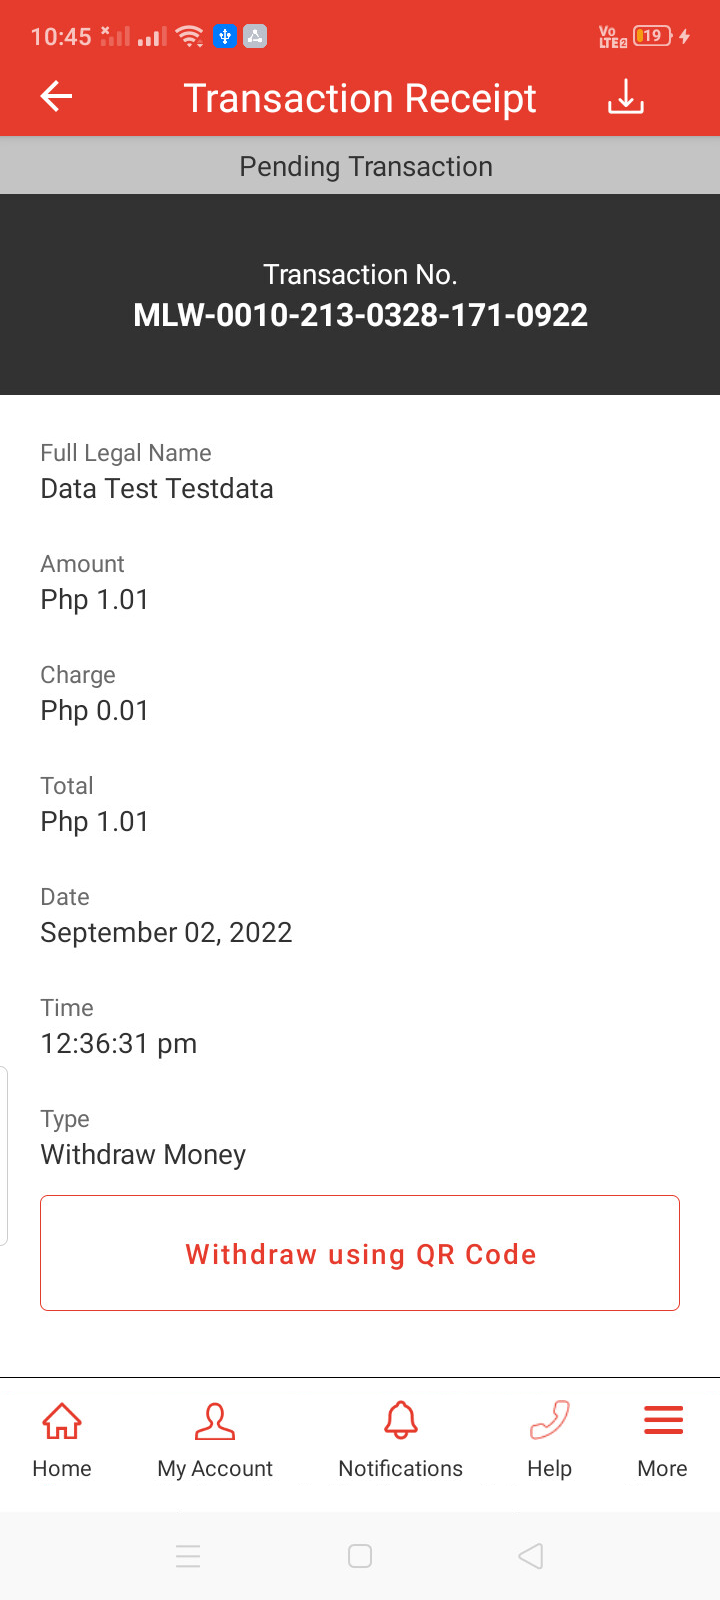 10:45
Vo
LTE2
19
Transaction Receipt
Pending Transaction
Transaction No.
MLW-0010-213-0328-171-0922
Full Legal Name
Data Test Testdata
Amount
Php 1.01
Charge
Php 0.01
Total
Php 1.01
Date
September 02, 2022
Time
12:36:31 pm
Type
Withdraw Money
Withdraw using QR Code
Home
My Account
Notifications
Help
More